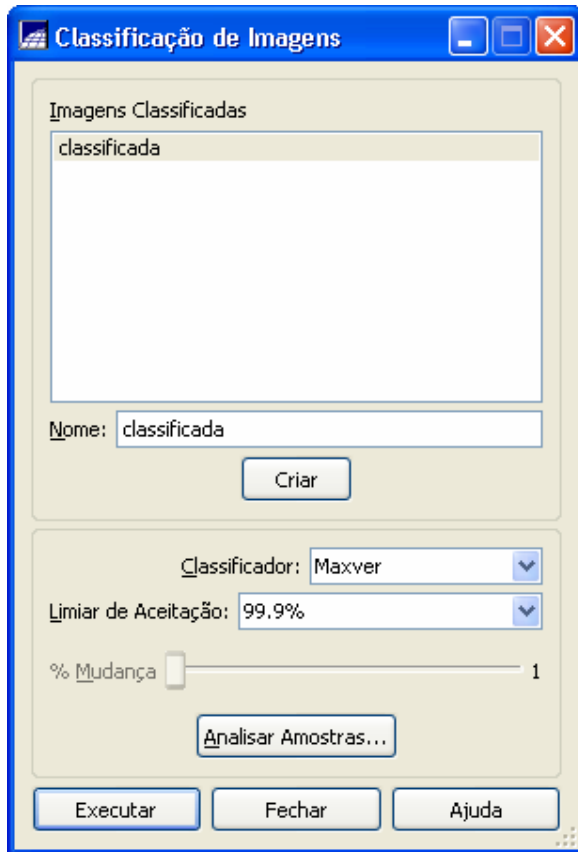 Classificação de Imagens
Imagens Classificadas
classificada
Nome: classificada
Criar
Classificador: Maxver
Limiar de Aceitação: 99.9%
% Mudança 1
Analisar Amostras...
Executar Fechar Ajuda